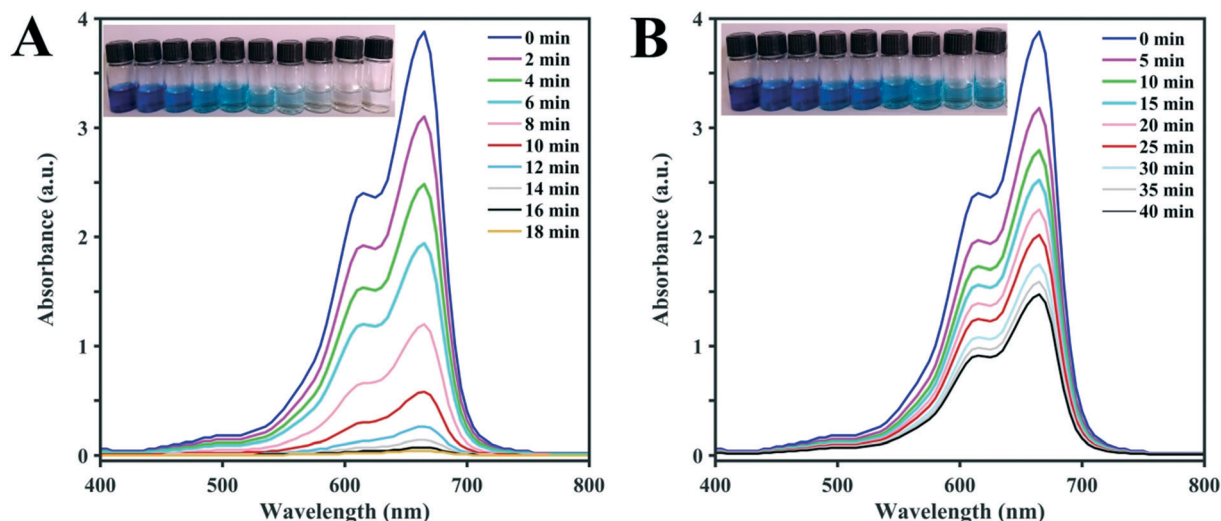 A
Absorbance (a.u.)
4
3
2
1
0
0 min
2 min
4 min
6 min
8 min
10 min
12 min
14 min
16 min
18 min
400 500 600 700 800
Wavelength (nm)
B
Absorbance (a.u.)
4
3
2
1
0
0 min
5 min
10 min
15 min
20 min
25 min
30 min
35 min
40 min
400 500 600 700 800
Wavelength (nm)